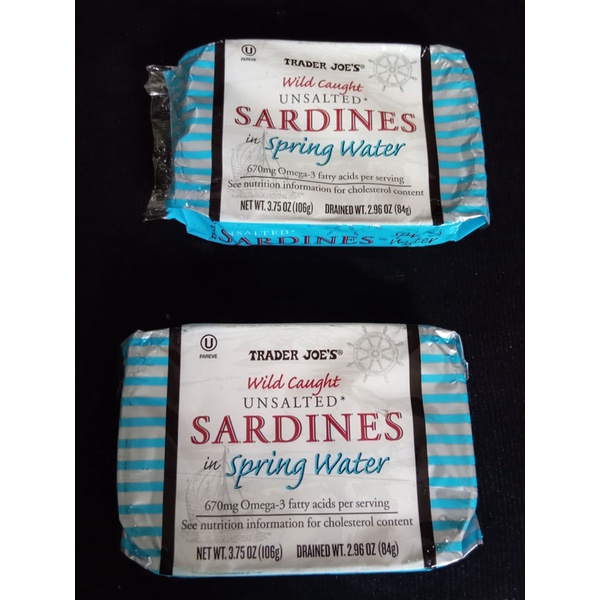 U
PAREVE
TRADER JOE'S®
Wild Caught
UNSALTED*
SARDINES
in Spring Water
670mg Omega-3 fatty acids per serving
See nutrition information for cholesterol content
NET WT. 3.75 OZ (106g) DRAINED WT. 2.96 OZ (84g)
UNSALTED*
SARDINES
Water
U
PAREVE
TRADER JOE'S®
Wild Caught
UNSALTED*
SARDINES
in Spring Water
670mg Omega-3 fatty acids per serving
See nutrition information for cholesterol content
NET WT. 3.75 OZ (106g) DRAINED WT. 2.96 OZ (84g)